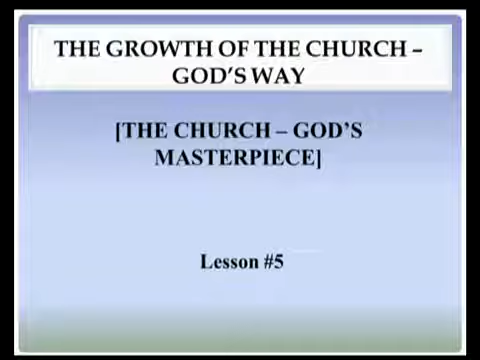 THE GROWTH OF THE CHURCH –
GOD'S WAY
[THE CHURCH – GOD'S
MASTERPIECE]
Lesson #5